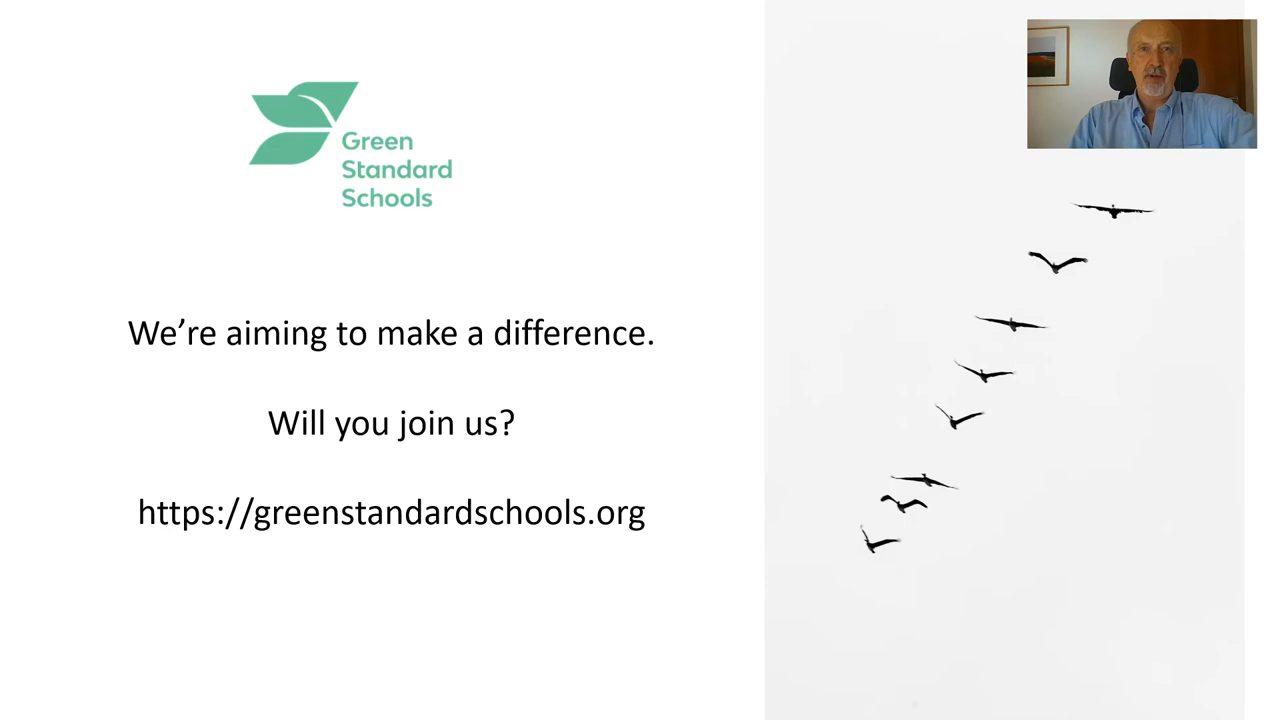 Green
Standard
Schools
We’re aiming to make a difference.
Will you join us?
https://greenstandardschools.org